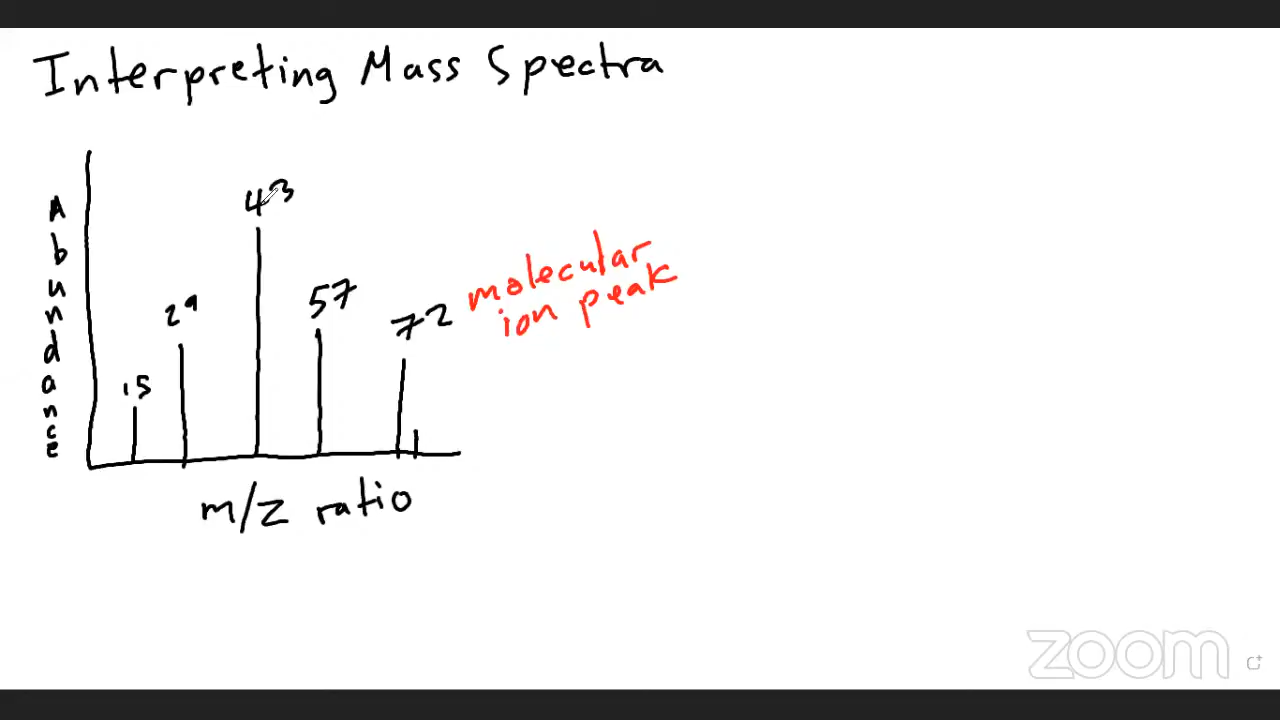 Interpreting Mass Spectra
Abundance
15
29
43
57
72
molecular
ion peak
m/z ratio
zoom